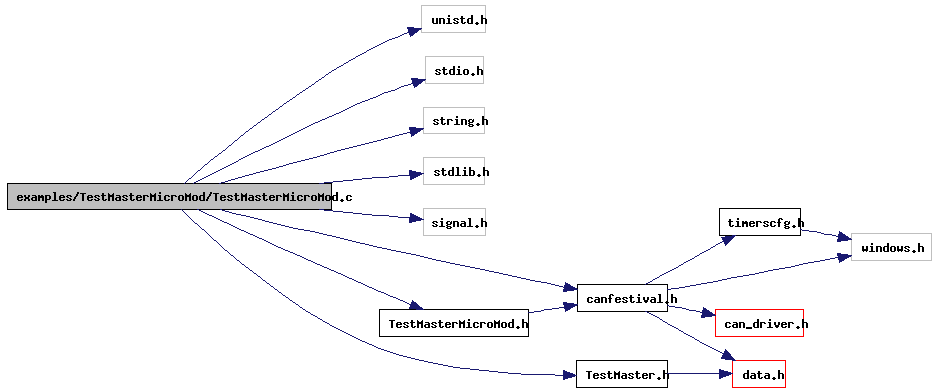 unistd.h
stdio.h
string.h
stdlib.h
examples/TestMasterMicroMod/TestMasterMicroMod.c
signal.h
timerscfg.h
windows.h
canfestival.h
TestMasterMicroMod.h
can_driver.h
TestMaster.h
data.h